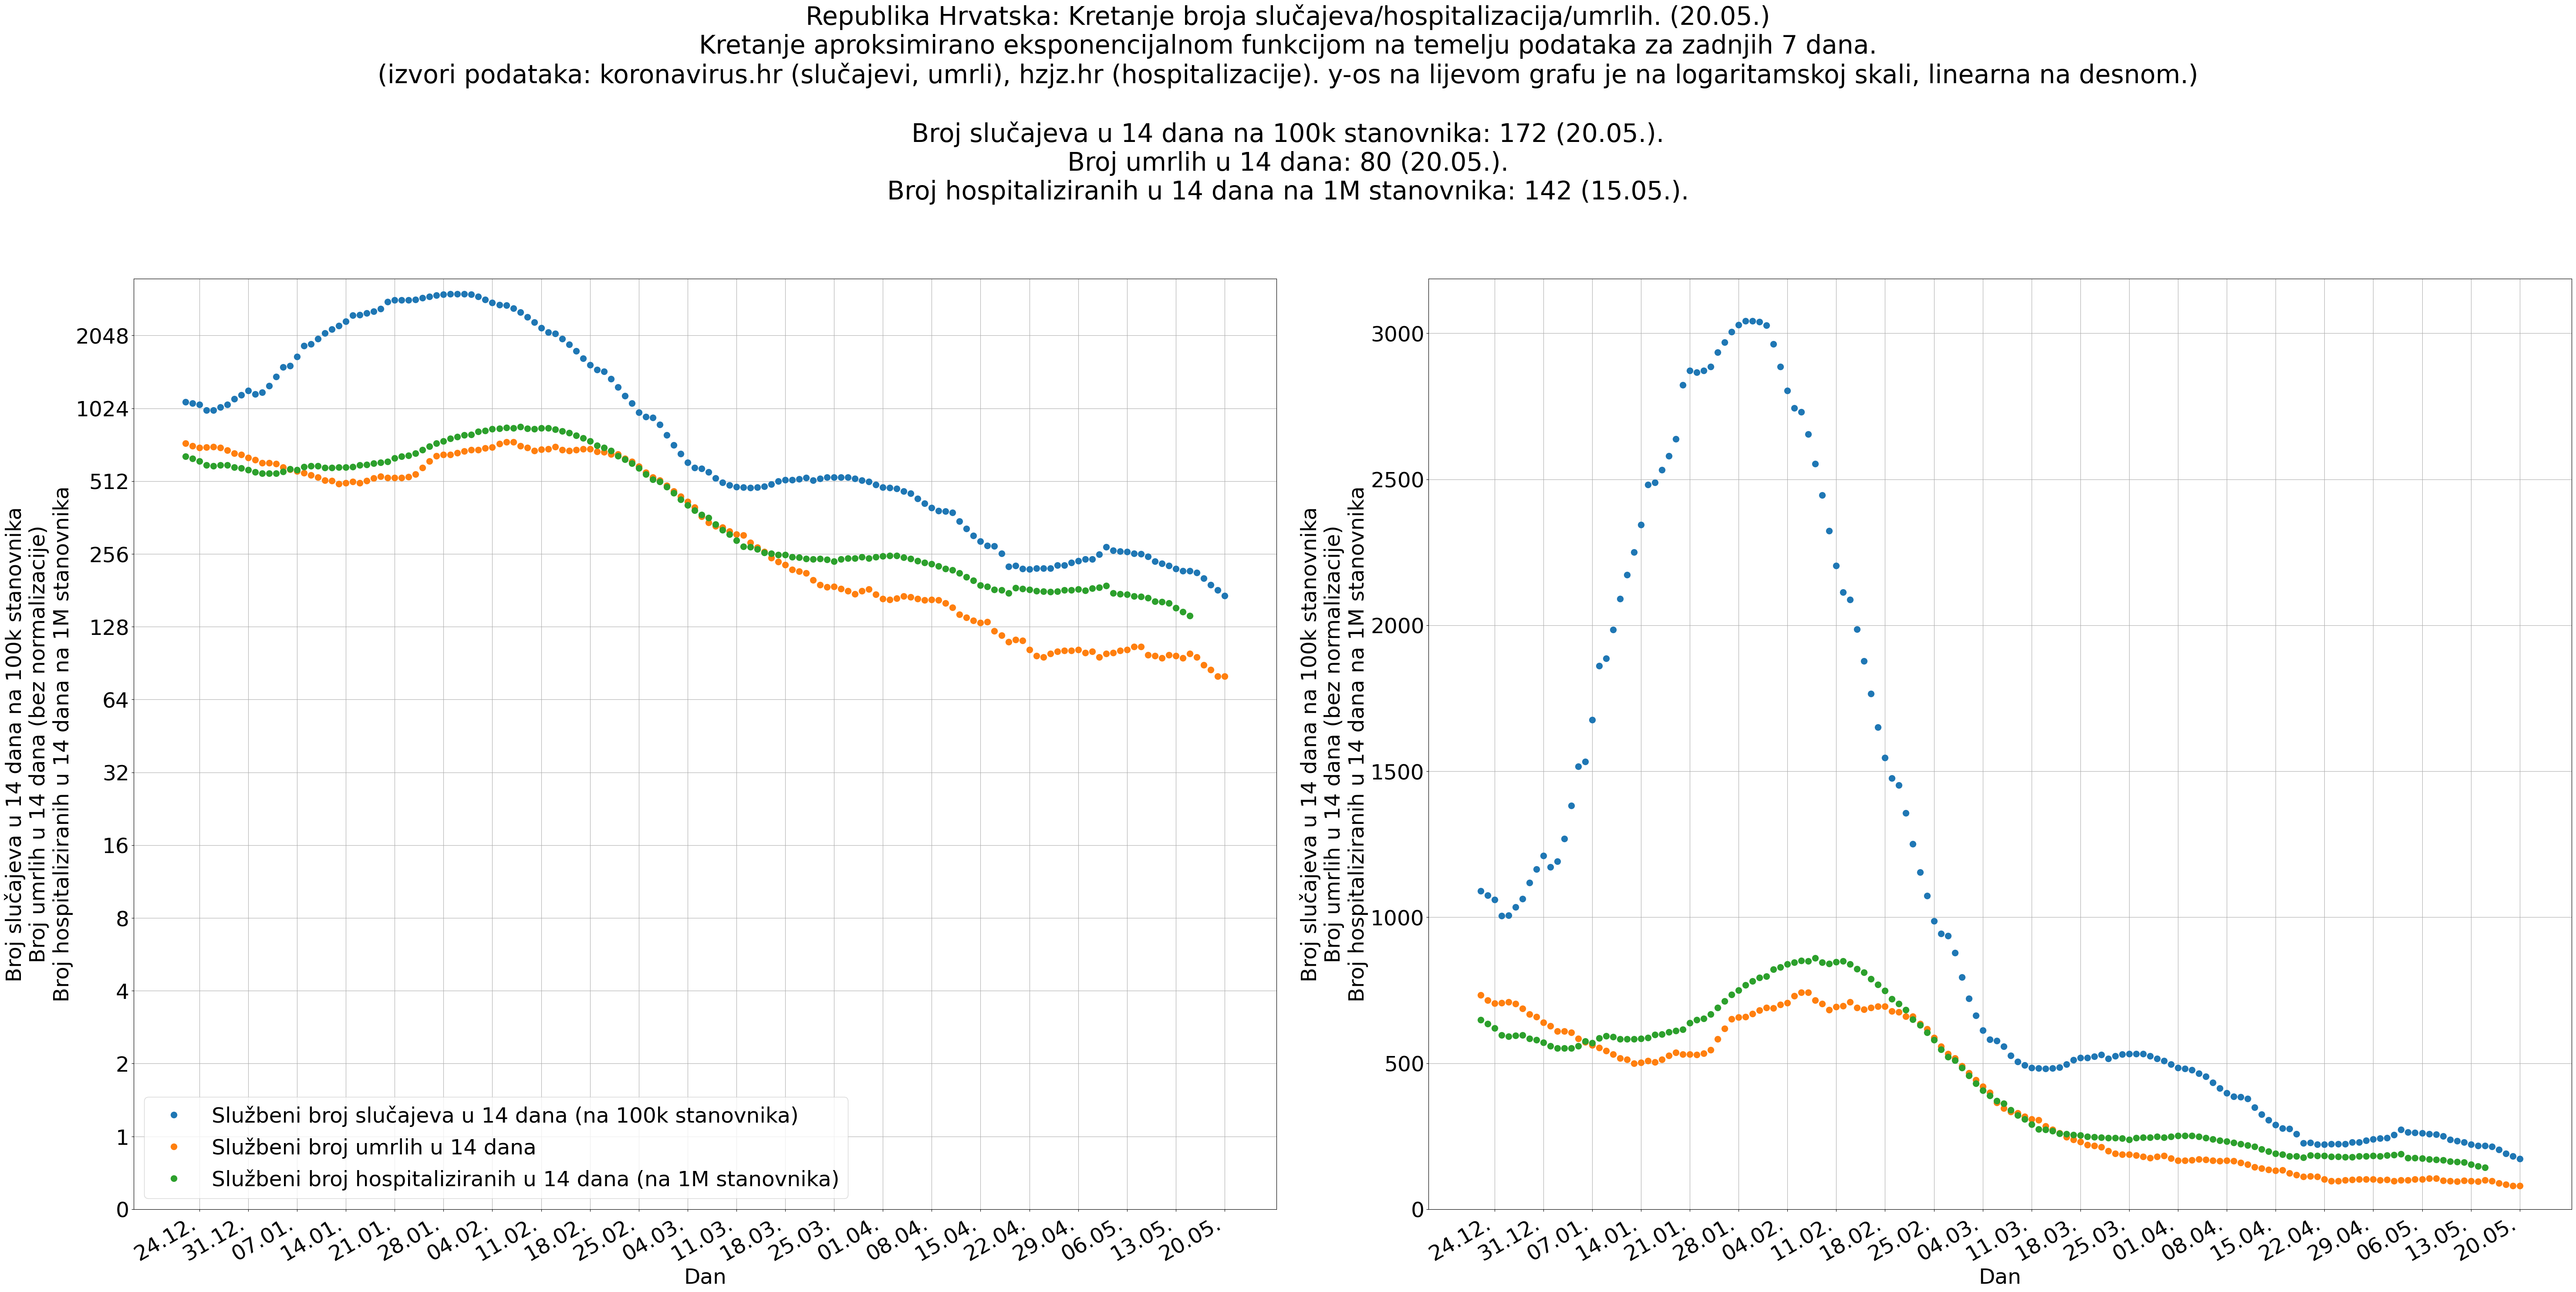 Republika Hrvatska: Kretanje broja slučajeva/hospitalizacija/umrlih. (20.05.)
Kretanje aproksimirano eksponencijalnom funkcijom na temelju podataka za zadnjih 7 dana.
(izvori podataka: koronavirus.hr (slučajevi, umrli), hzjz.hr (hospitalizacije). y-os na lijevom grafu je na logaritamskoj skali, linearna na desnom.)
Broj slučajeva u 14 dana na 100k stanovnika: 172 (20.05.).
Broj umrlih u 14 dana: 80 (20.05.).
Broj hospitaliziranih u 14 dana na 1M stanovnika: 142 (15.05.).
Broj slučajeva u 14 dana na 100k stanovnika
Broj umrlih u 14 dana (bez normalizacije)
Broj hospitaliziranih u 14 dana na 1M stanovnika
2048
1024
512
256
128
64
32
16
8
4
2
1
0
Službeni broj slučajeva u 14 dana (na 100k stanovnika)
Službeni broj umrlih u 14 dana
Službeni broj hospitaliziranih u 14 dana (na 1M stanovnika)
24.12. 31.12. 07.01. 14.01. 21.01. 28.01. 04.02. 11.02. 18.02. 25.02. 04.03. 11.03. 18.03. 25.03. 01.04. 08.04. 15.04. 22.04. 29.04. 06.05. 13.05. 20.05.
Dan
Broj slučajeva u 14 dana na 100k stanovnika
Broj umrlih u 14 dana (bez normalizacije)
Broj hospitaliziranih u 14 dana na 1M stanovnika
3000
2500
2000
1500
1000
500
0
24.12. 31.12. 07.01. 14.01. 21.01. 28.01. 04.02. 11.02. 18.02. 25.02. 04.03. 11.03. 18.03. 25.03. 01.04. 08.04. 15.04. 22.04. 29.04. 06.05. 13.05. 20.05.
Dan